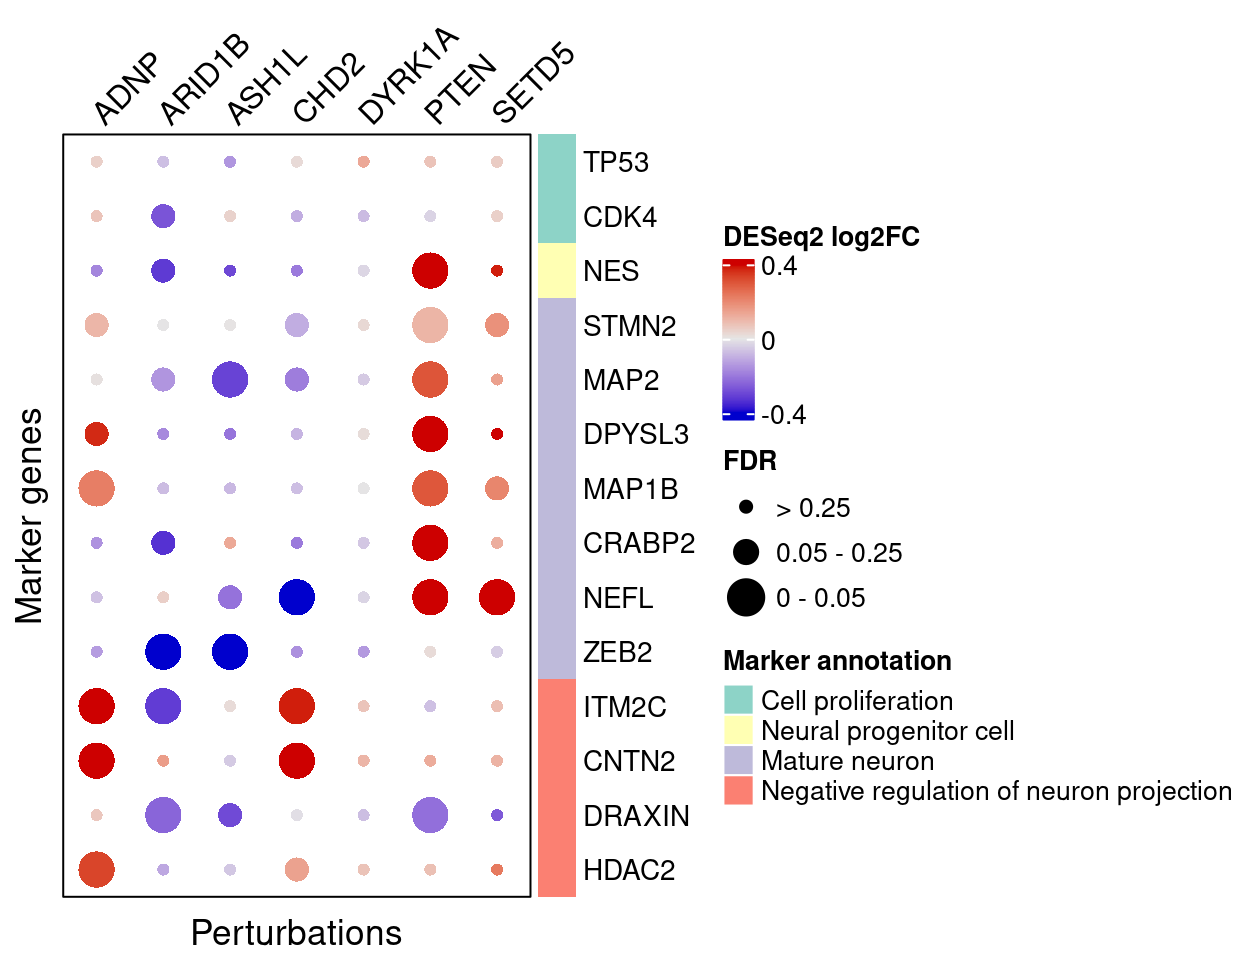 ADNP
ARID1B
ASH1L
CHD2
DYRK1A
PTEN
SETD5
TP53
CDK4
NES
STMN2
MAP2
DPYSL3
MAP1B
CRABP2
NEFL
ZEB2
ITM2C
CNTN2
DRAXIN
HDAC2
Marker genes
Perturbations
DESeq2 log2FC
0.4
0
-0.4
FDR
> 0.25
0.05 - 0.25
0 - 0.05
Marker annotation
Cell proliferation
Neural progenitor cell
Mature neuron
Negative regulation of neuron projection